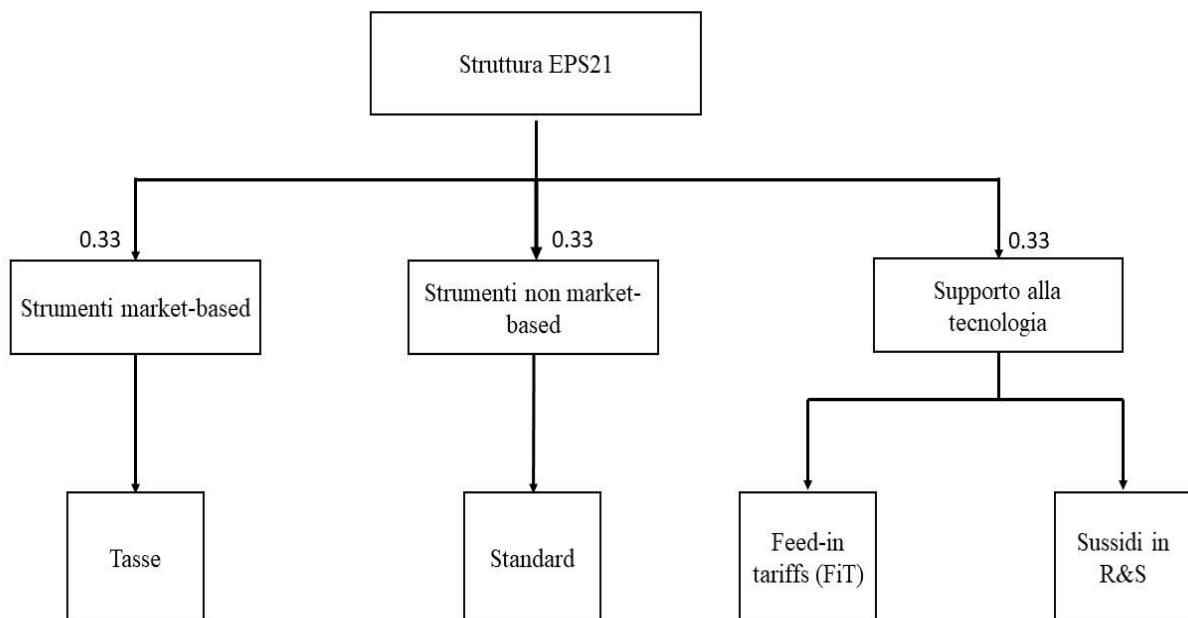 Struttura EPS21
0.33
0.33
0.33
Strumenti market-based
Strumenti non market-
based
Supporto alla
tecnologia
Tasse
Standard
Feed-in
tariffs (FiT)
Sussidi in
R&S